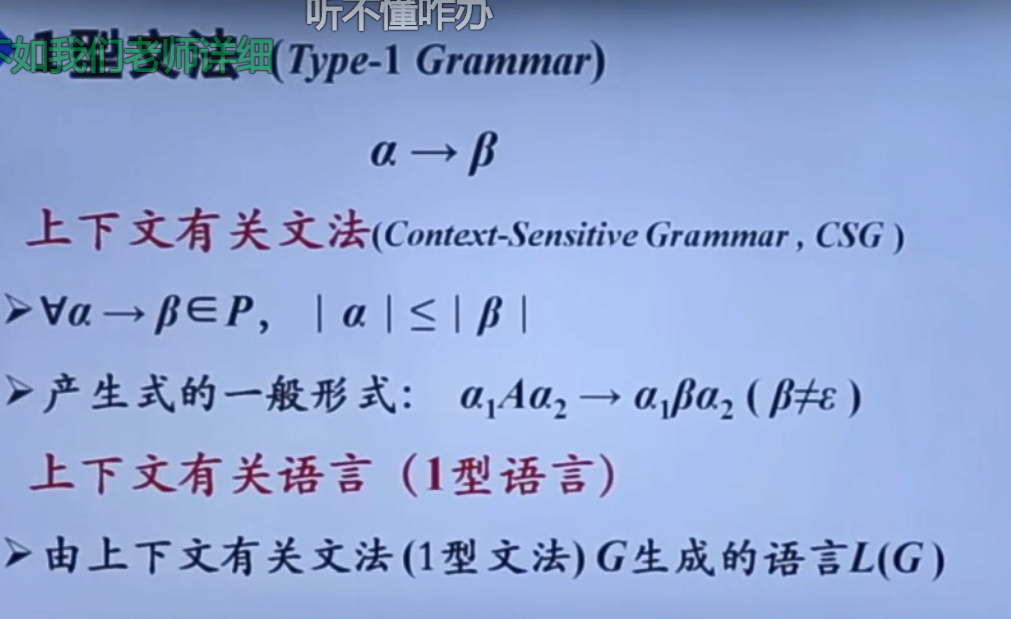 听不懂咋办
不如我们老师详细
1型文法 (Type-1 Grammar)
α → β
上下文有关文法(Context-Sensitive Grammar , CSG )
➢∀α → β∈P, | α | ≤ | β |
➢产生式的一般形式: α₁Aα₂ → α₁βα₂ ( β≠ε )
上下文有关语言（1型语言）
➢由上下文有关文法 (1型文法) G生成的语言L(G )